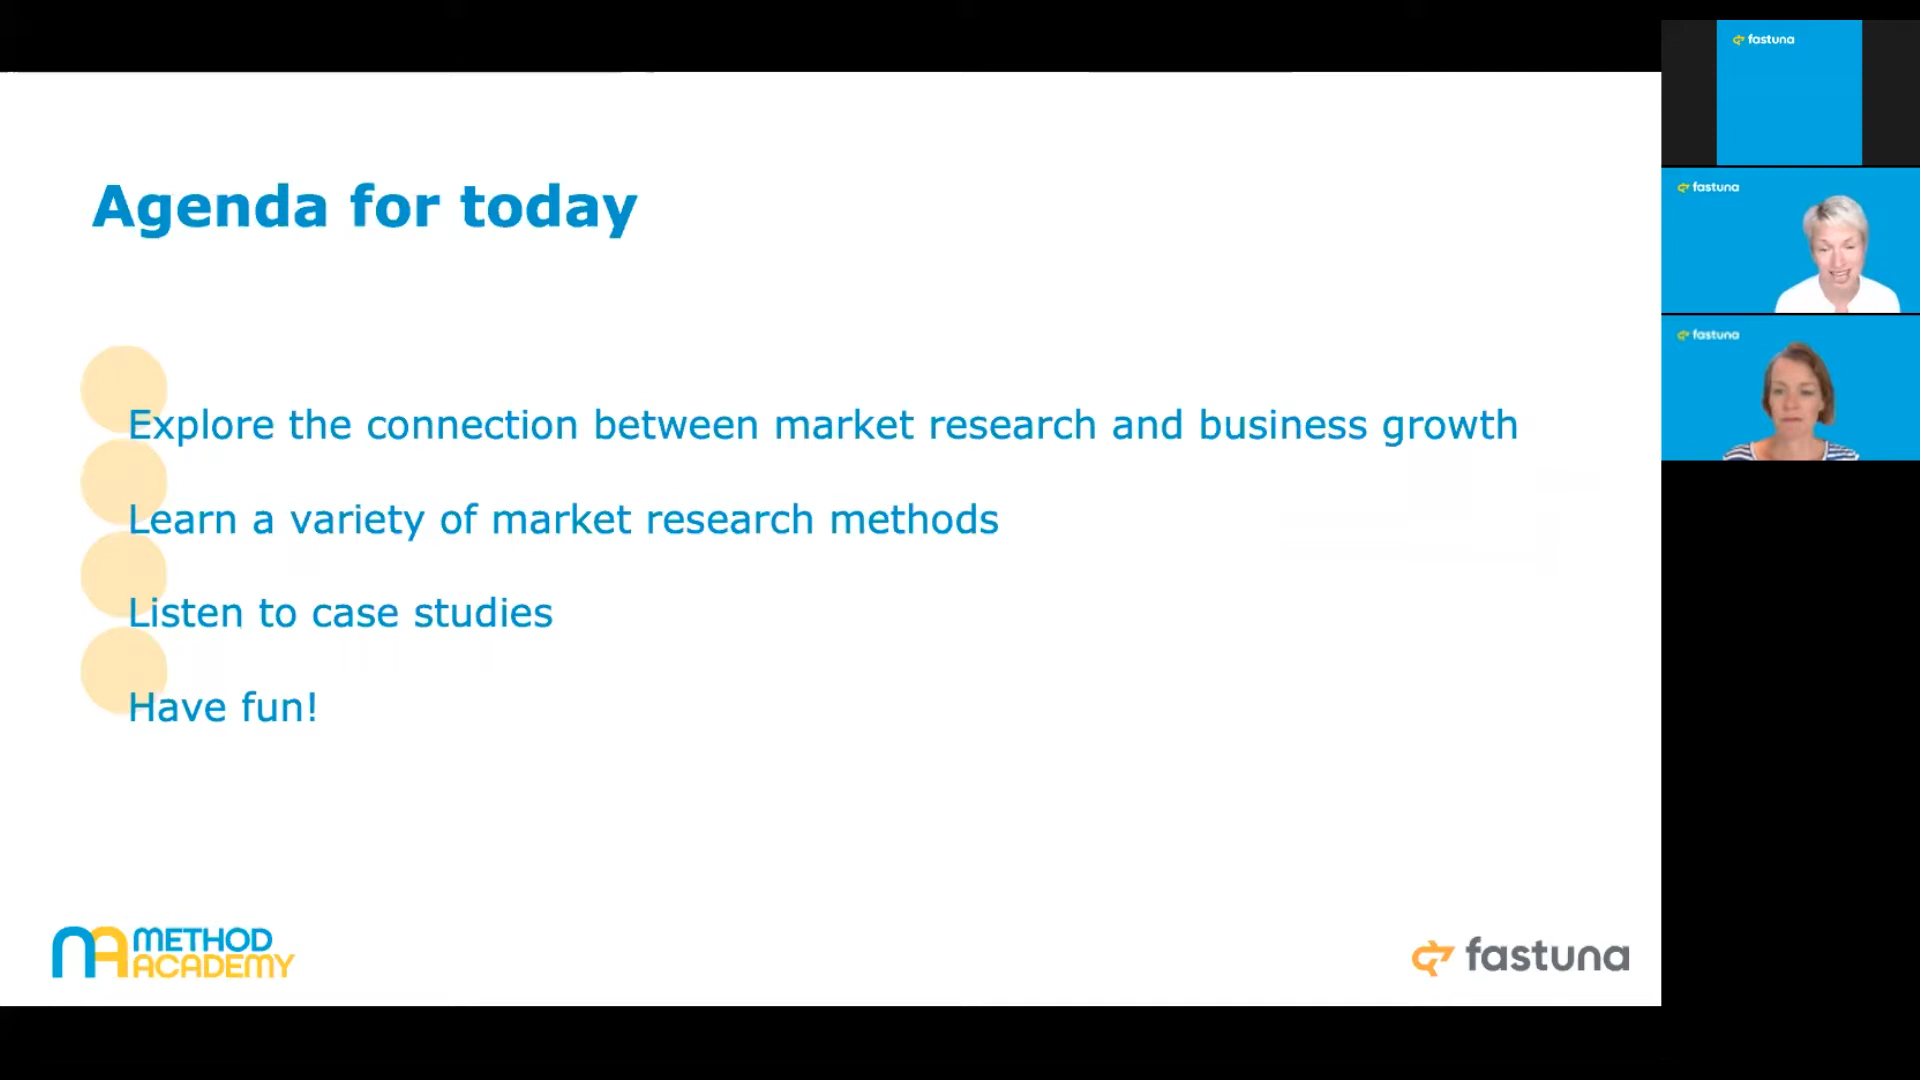 Agenda for today
Explore the connection between market research and business growth
Learn a variety of market research methods
Listen to case studies
Have fun!
METHOD
ACADEMY
fastuna
fastuna
fastuna
fastuna